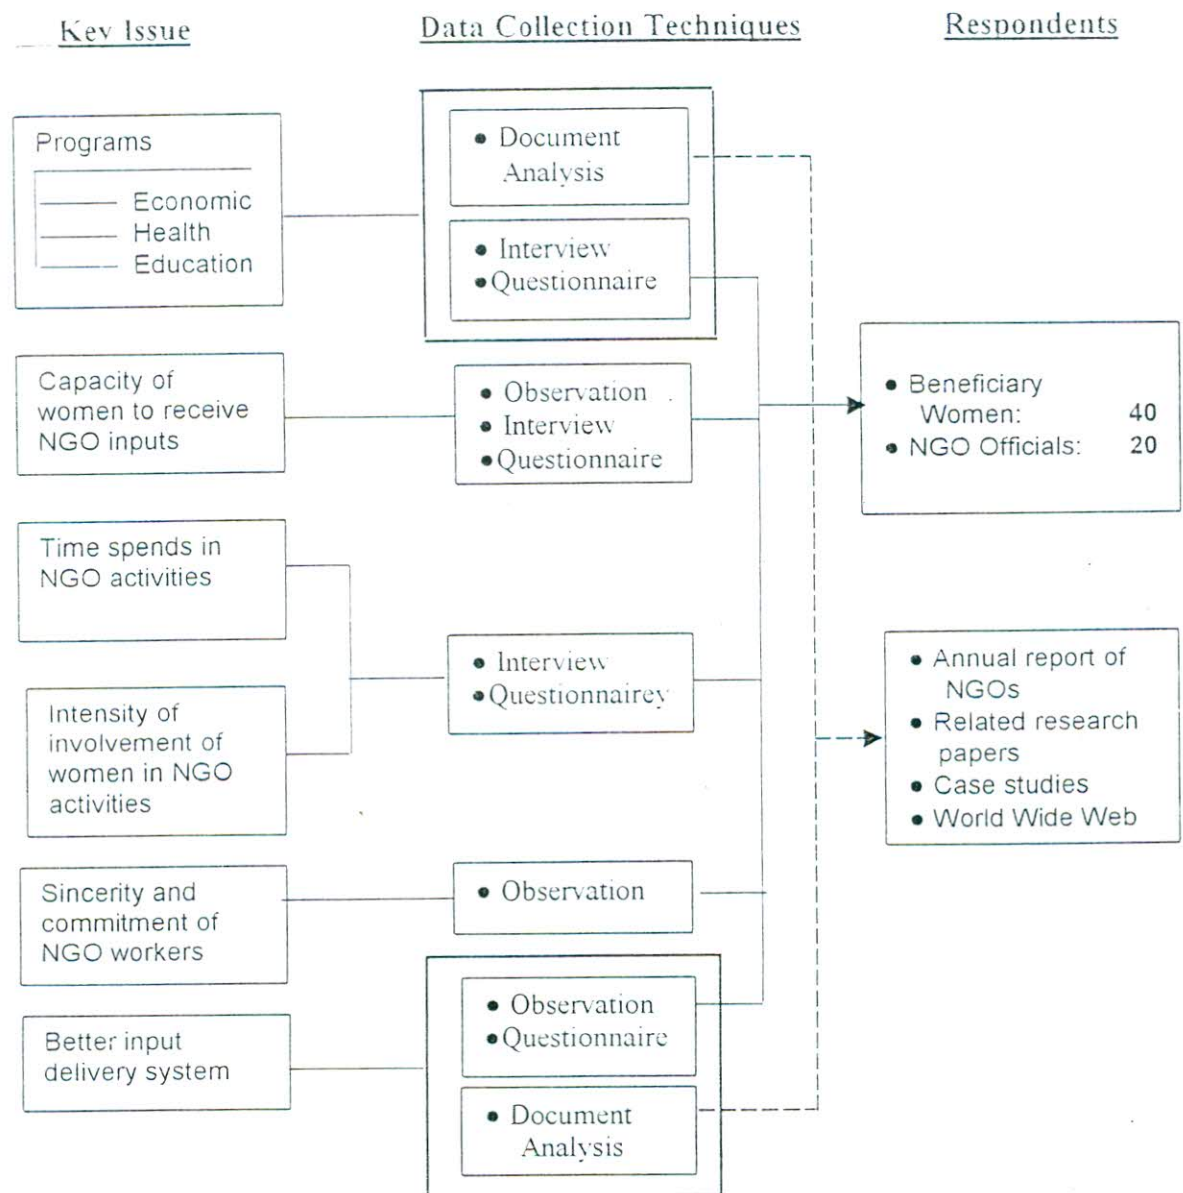 Key Issue
Data Collection Techniques
Respondents
Programs
Economic
Health
Education
• Document
Analysis
• Interview
• Questionnaire
Capacity of
women to receive
NGO inputs
• Observation
• Interview
• Questionnaire
• Beneficiary
Women: 40
• NGO Officials: 20
Time spends in
NGO activities
Intensity of
involvement of
women in NGO
activities
• Interview
• Questionnairey
• Annual report of
NGOs
• Related research
papers
• Case studies
• World Wide Web
Sincerity and
commitment of
NGO workers
• Observation
Better input
delivery system
• Observation
• Questionnaire
• Document
Analysis